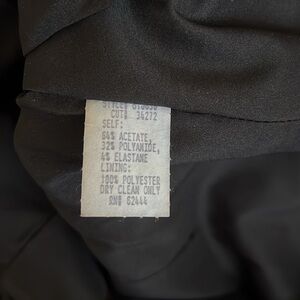 CUT# 34272
SELF:
64% ACETATE,
32% POLYAMIDE,
4% ELASTANE
LINING:
100% POLYESTER
DRY CLEAN ONLY
RN# 62444